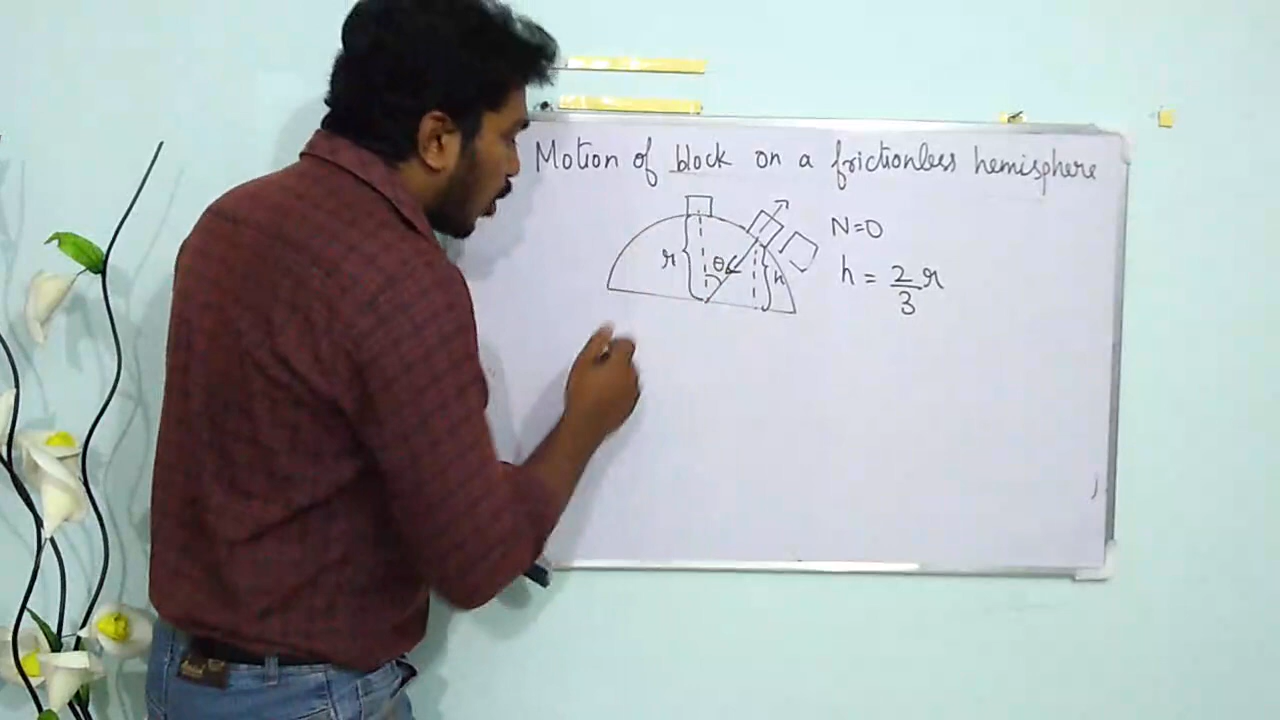 Motion of block on a frictionless hemisphere
r
θ
h
N=0
h = 2/3 r